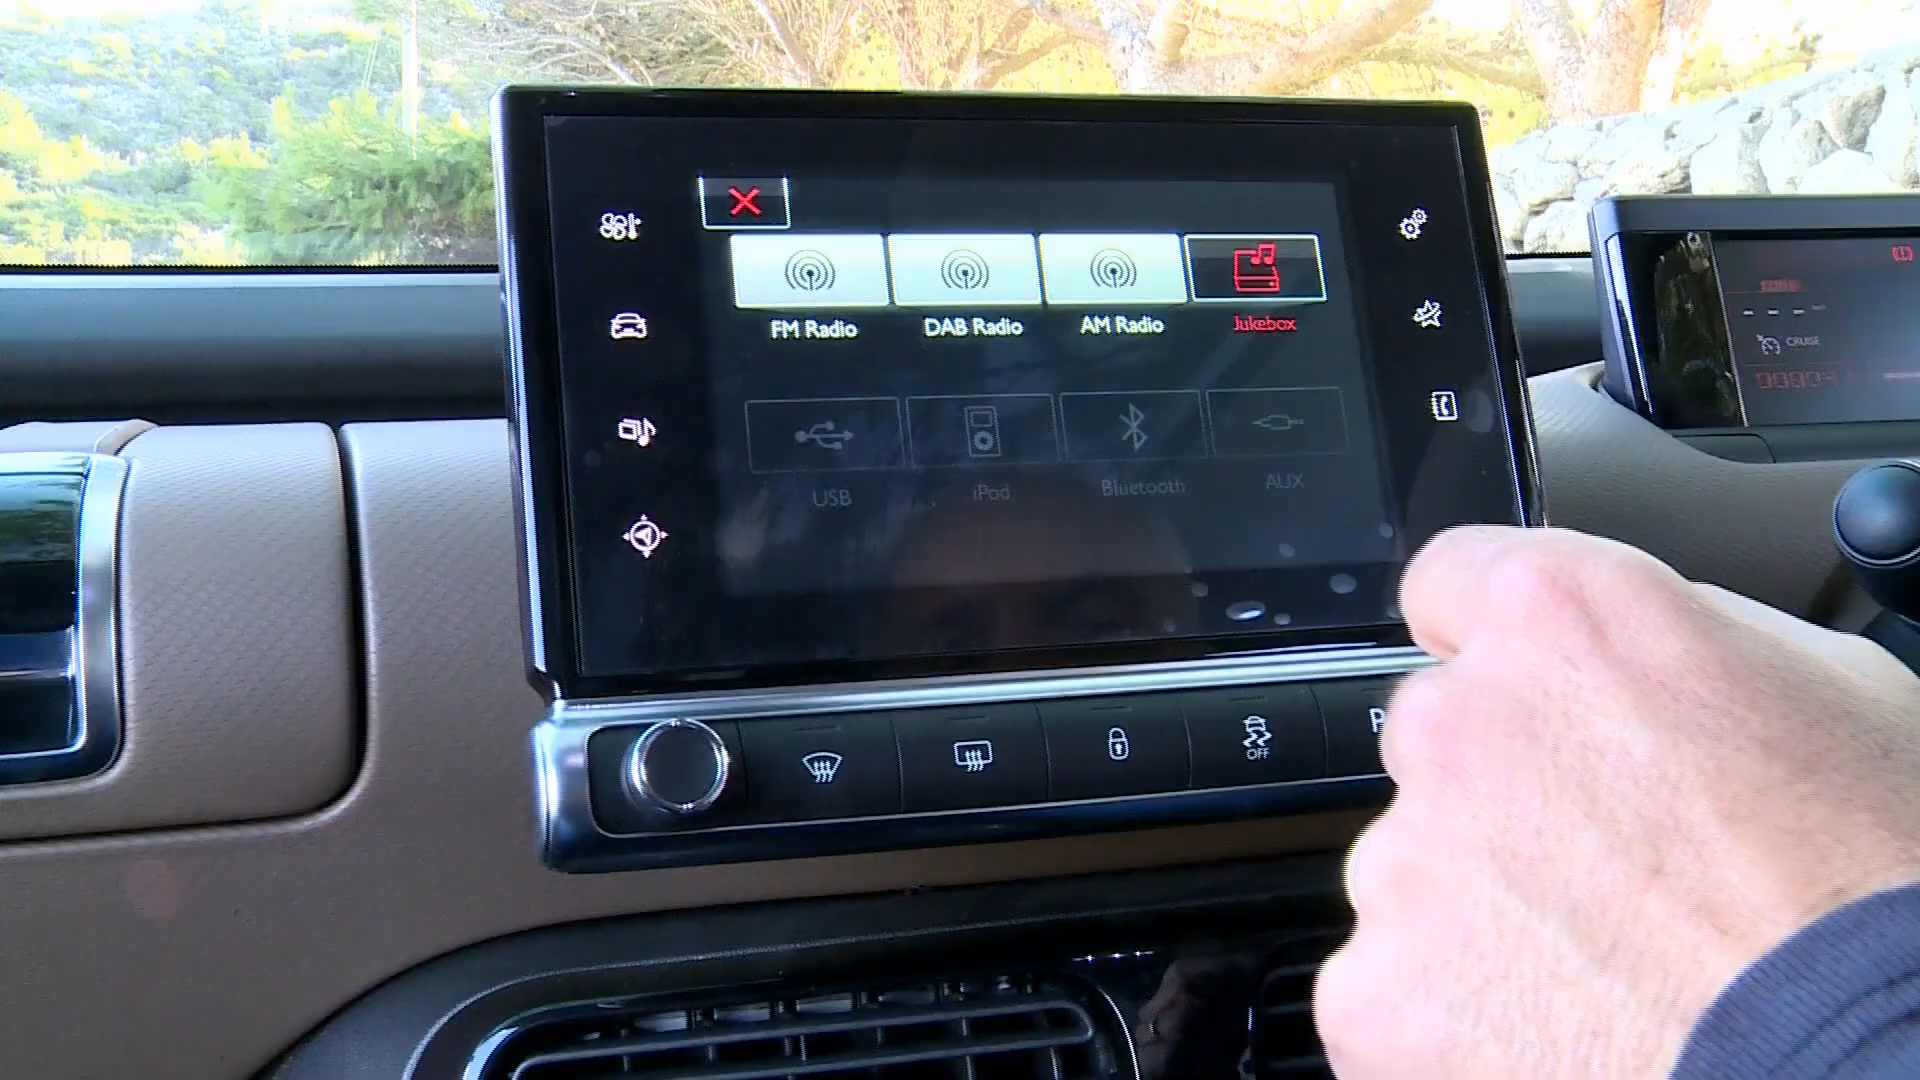 FM Radio DAB Radio AM Radio Jukebox
USB iPod Bluetooth AUX
OFF
CRUISE